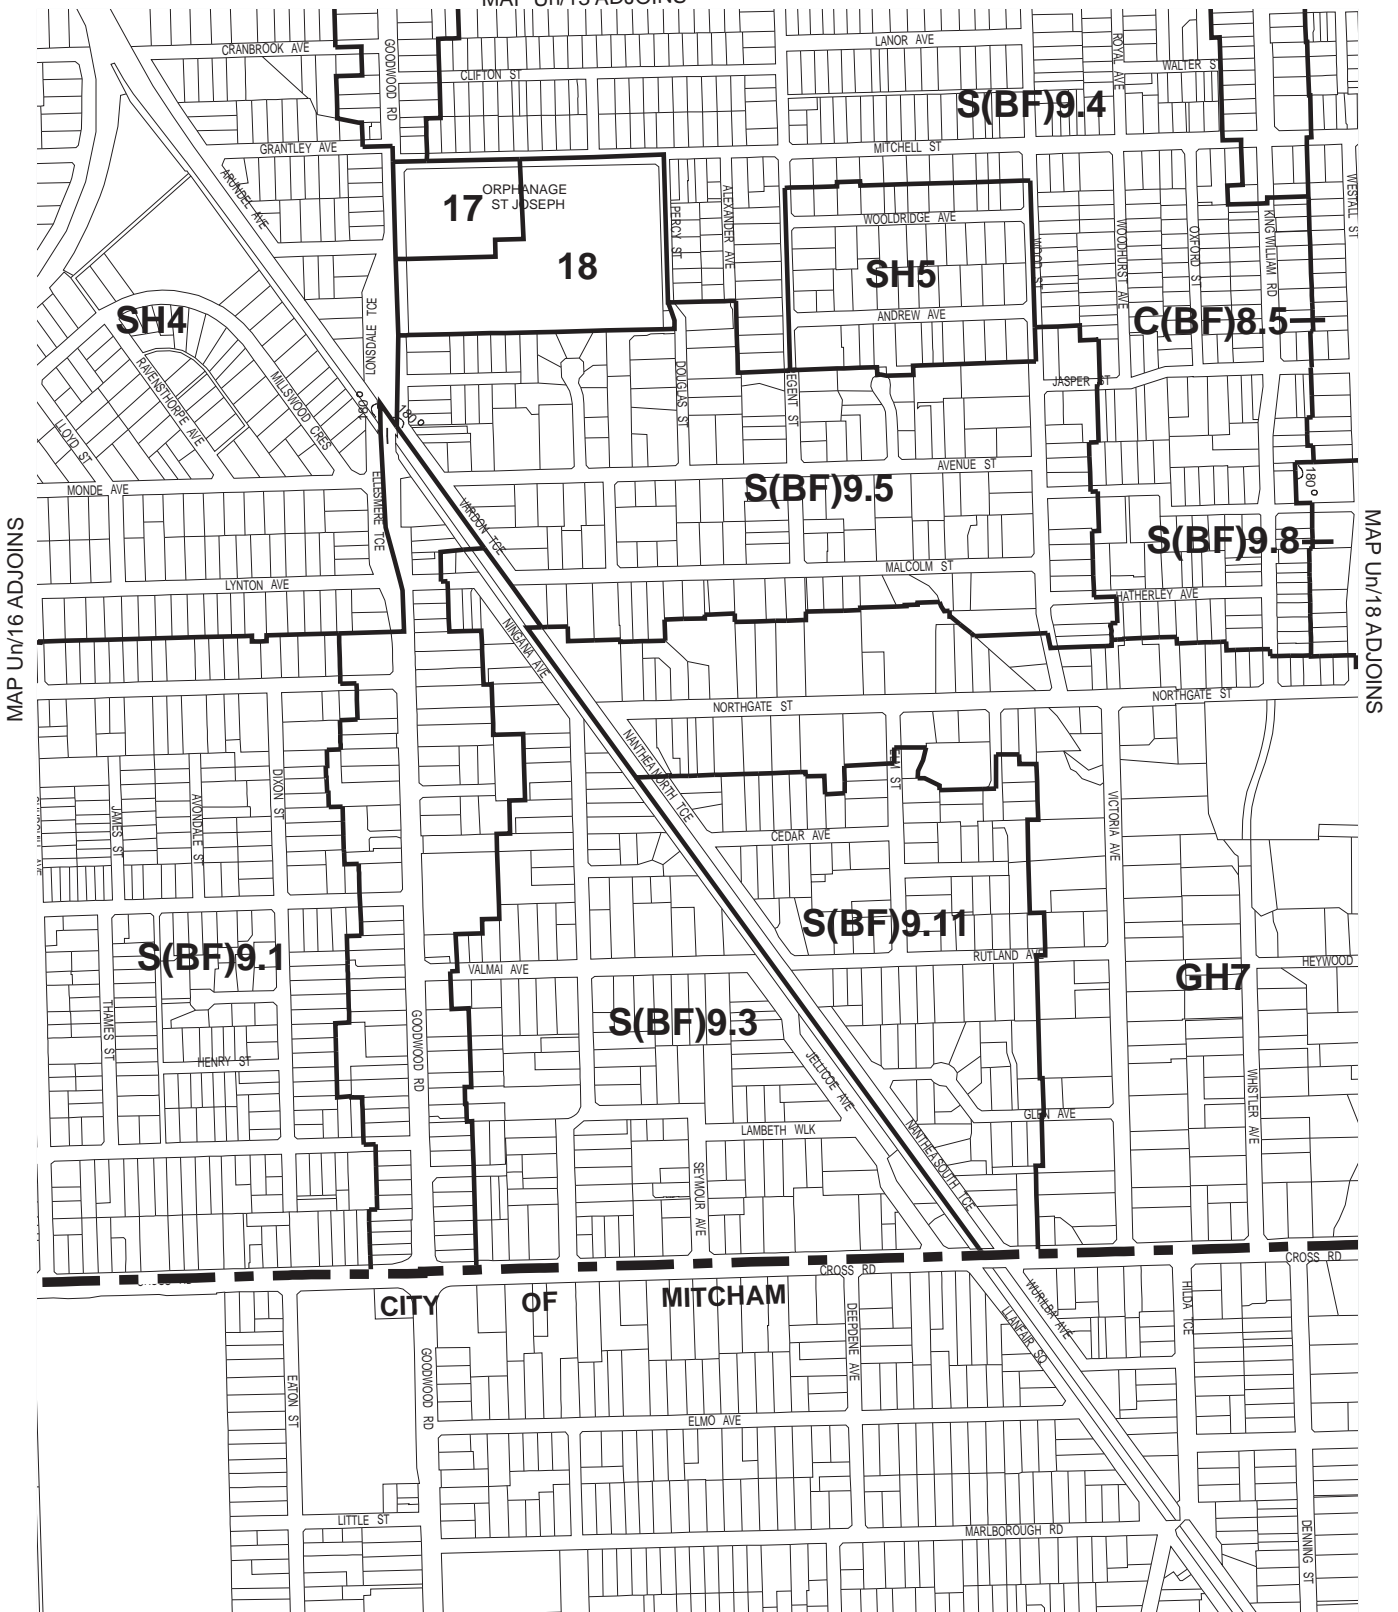 MAP Un/15 ADJOINS
CRANBROOK AVE
GOODWOOD RD
CLIFTON ST
LANOR AVE
ROYAL AVE
WALTER S
S(BF)9.4
GRANTLEY AVE
MITCHELL ST
ARUNDEL AVE
17
ORPHANAGE
ST JOSEPH
18
PERCY ST
ALEXANDER AVE
WOOLDRIDGE AVE
SH5
ANDREW AVE
WOOD ST
WOODHURST AVE
OXFORD ST
KING WILLIAM RD
WESTALL ST
SH4
LONSDALE TCE
C(BF)8.5
RAVENSTHORPE AVE
MILLSWOOD CRES
LLOYD ST
180°
180°
DOUGLAS ST
EGENT ST
JASPER ST
MONDE AVE
ELLESMERE TCE
VARDON TCE
AVENUE ST
S(BF)9.5
180°
S(BF)9.8
MAP Un/16 ADJOINS
MAP Un/18 ADJOINS
LYNTON AVE
MALCOLM ST
HATHERLEY AVE
NINGANA AVE
NORTHGATE ST
NORTHGATE ST
NANTHEA NORTH TCE
ELM ST
DIXON ST
JAMES ST
AVONDALE ST
CEDAR AVE
VICTORIA AVE
S(BF)9.11
S(BF)9.1
VALMAI AVE
RUTLAND AVE
HEYWOOD
GH7
THAMES ST
GOODWOOD RD
S(BF)9.3
HENRY ST
JELLICOE AVE
WHISTLER AVE
GLEN AVE
LAMBETH WLK
NANTHEA SOUTH TCE
SEYMOUR AVE
CROSS RD
CROSS RD
CITY OF MITCHAM
WURILBA AVE
LLANFAIR SQ
HILDA TCE
DEEPDENE AVE
GOODWOOD RD
EATON ST
ELMO AVE
LITTLE ST
MARLBOROUGH RD
DENNING ST